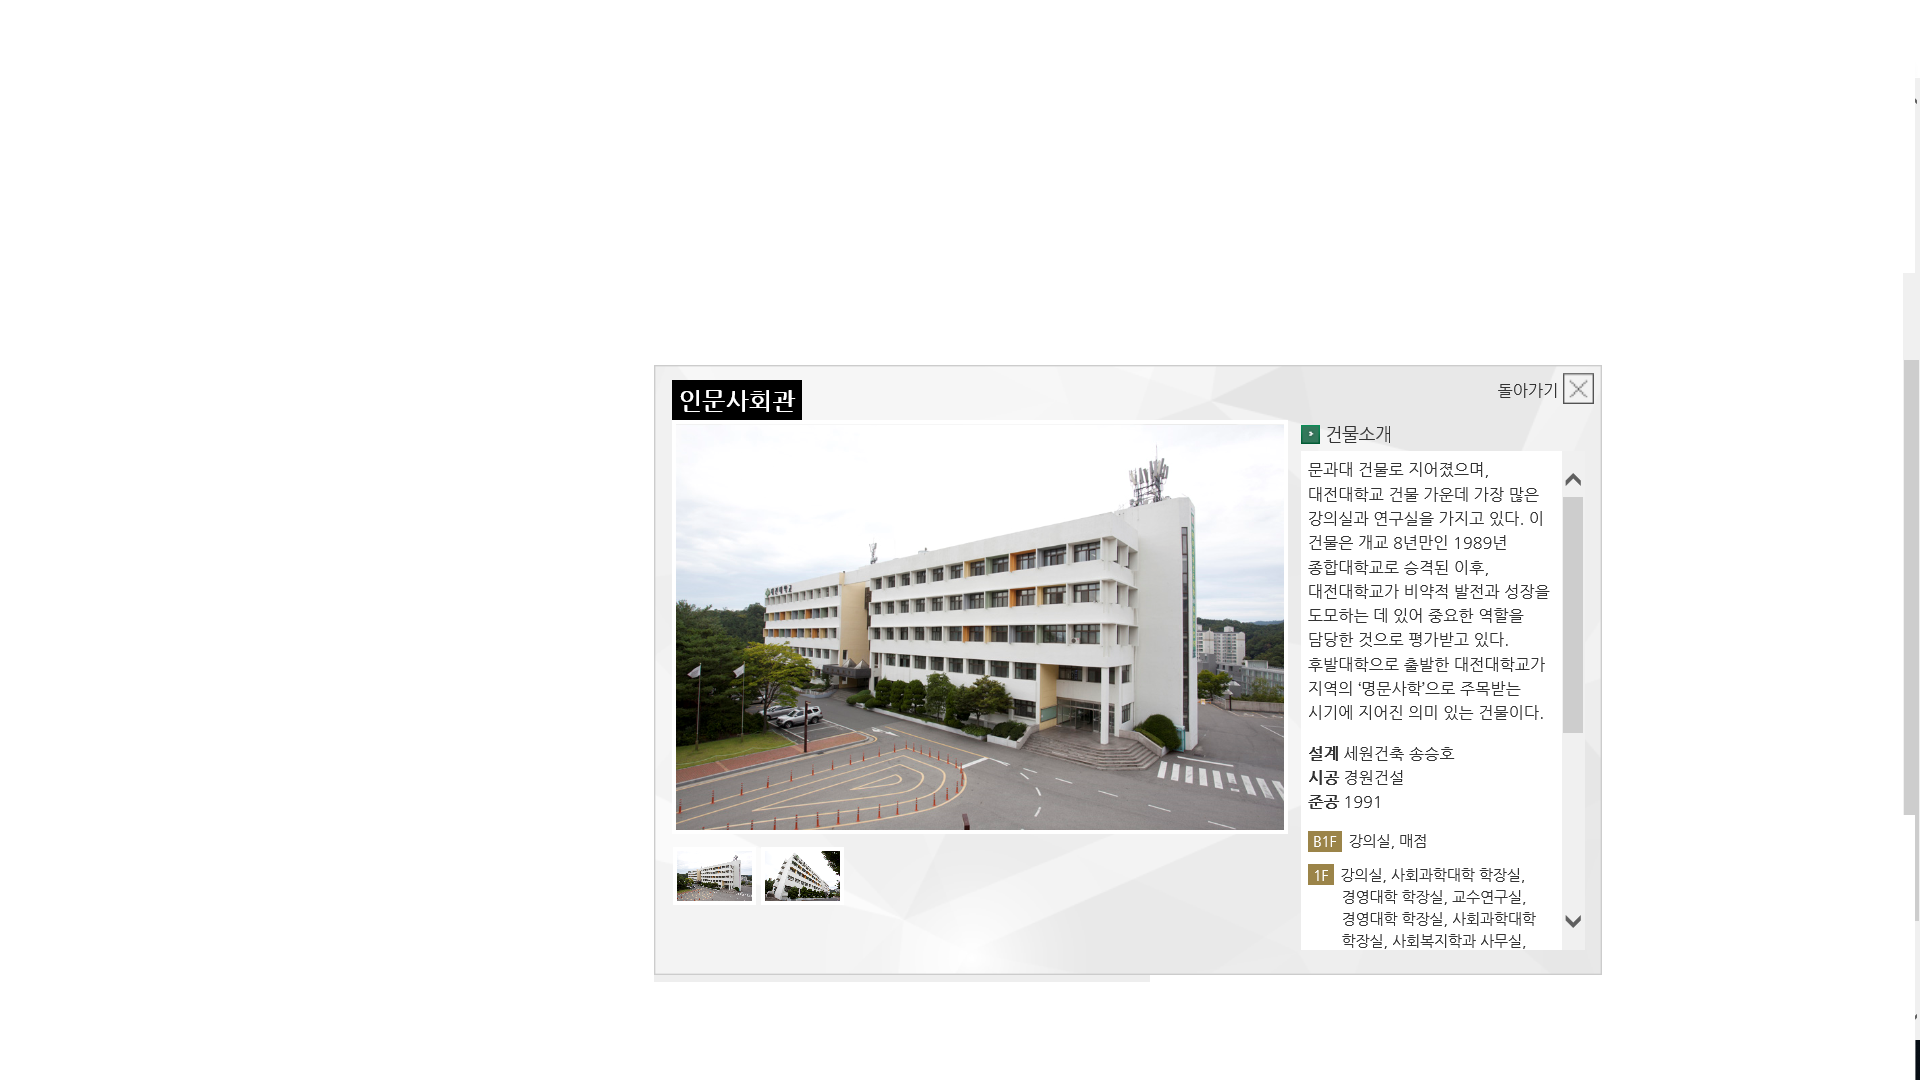 인문사회관
돌아가기
건물소개
문과대 건물로 지어졌으며,
대전대학교 건물 가운데 가장 많은
강의실과 연구실을 가지고 있다. 이
건물은 개교 8년만인 1989년
종합대학교로 승격된 이후,
대전대학교가 비약적 발전과 성장을
도모하는 데 있어 중요한 역할을
담당한 것으로 평가받고 있다.
후발대학으로 출발한 대전대학교가
지역의 ‘명문사학’으로 주목받는
시기에 지어진 의미 있는 건물이다.
설계 세원건축 송승호
시공 경원건설
준공 1991
B1F 강의실, 매점
1F 강의실, 사회과학대학 학장실,
경영대학 학장실, 교수연구실,
경영대학 학장실, 사회과학대학
학장실, 사회복지학과 사무실,